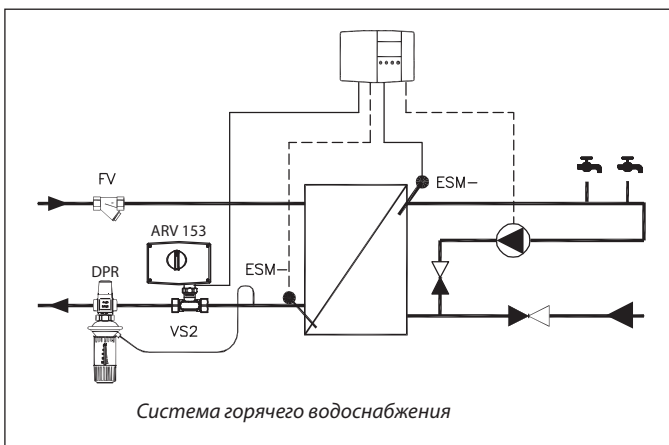 FV
ESM-
ARV 153
ESM-
DPR
VS2
Система горячего водоснабжения